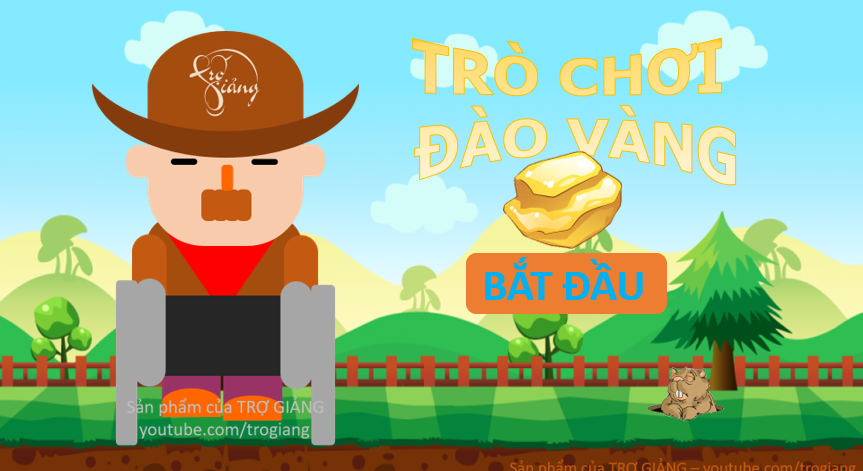 Trợ
Giảng
TRÒ CHƠI
ĐÀO VÀNG
BẮT ĐẦU
Sản phẩm của TRỢ GIẢNG
youtube.com/trogiang
Sản phẩm của TRỢ GIẢNG – youtube.com/trogiang